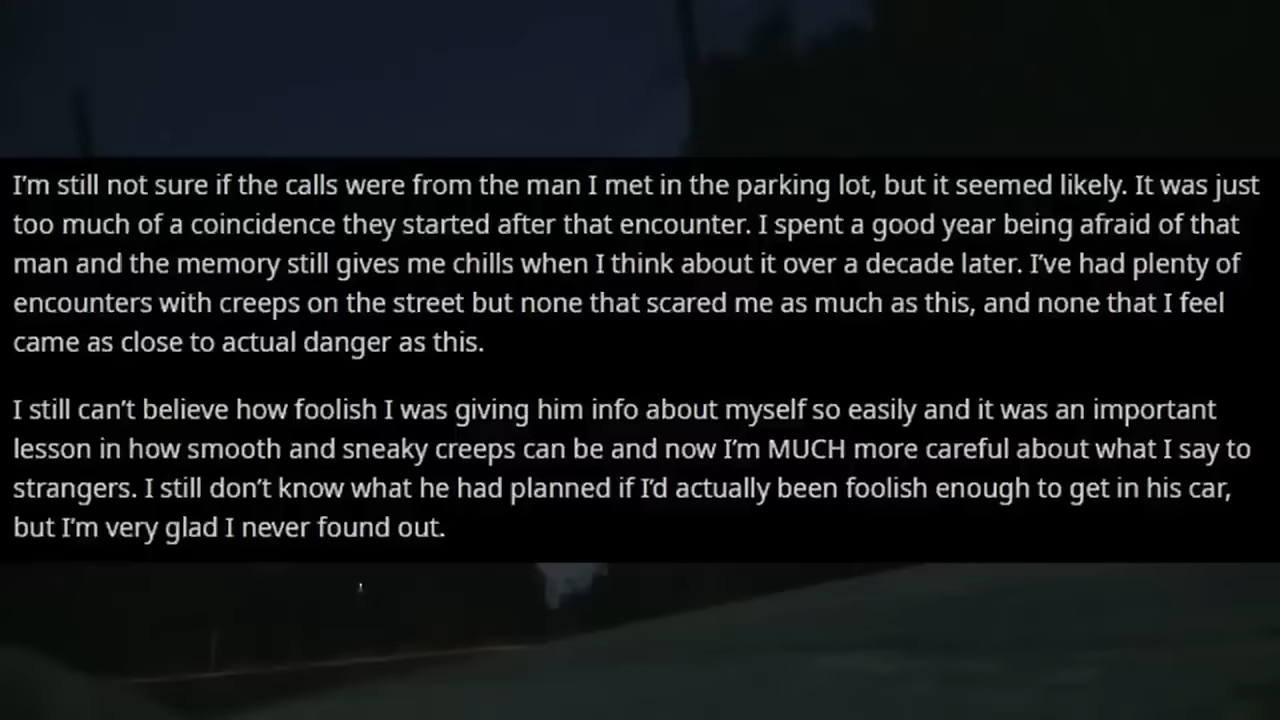 I’m still not sure if the calls were from the man I met in the parking lot, but it seemed likely. It was just
too much of a coincidence they started after that encounter. I spent a good year being afraid of that
man and the memory still gives me chills when I think about it over a decade later. I’ve had plenty of
encounters with creeps on the street but none that scared me as much as this, and none that I feel
came as close to actual danger as this.
I still can’t believe how foolish I was giving him info about myself so easily and it was an important
lesson in how smooth and sneaky creeps can be and now I’m MUCH more careful about what I say to
strangers. I still don’t know what he had planned if I’d actually been foolish enough to get in his car,
but I’m very glad I never found out.